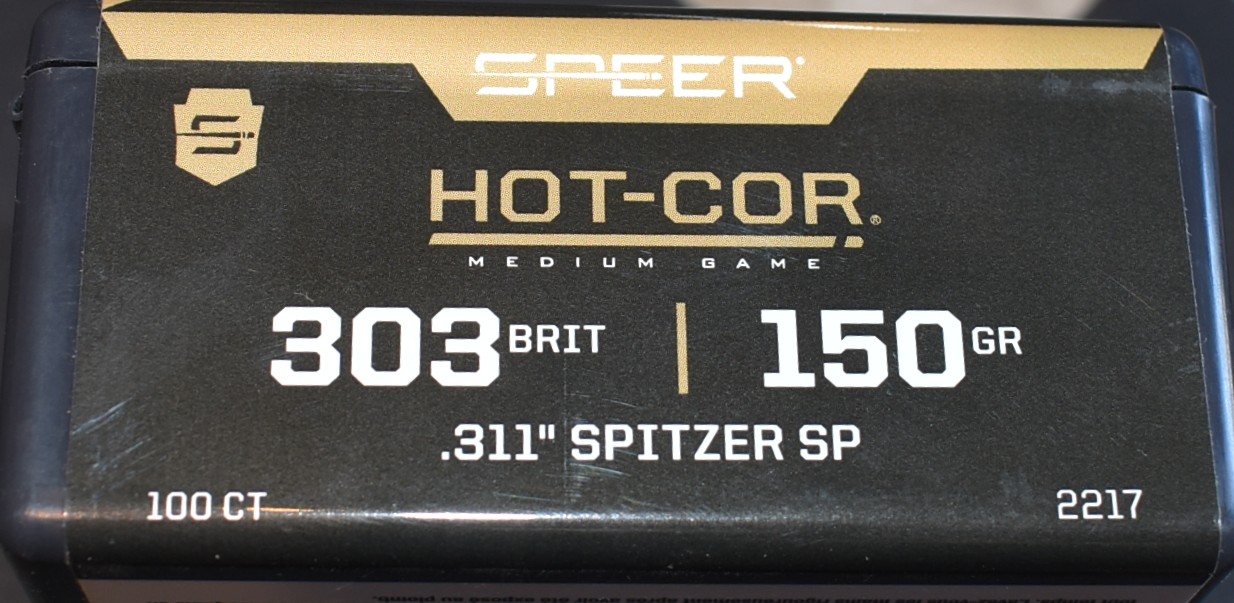 SPEER
S
HOT-COR®
MEDIUM GAME
303 BRIT | 150 GR
.311" SPITZER SP
100 CT 2217